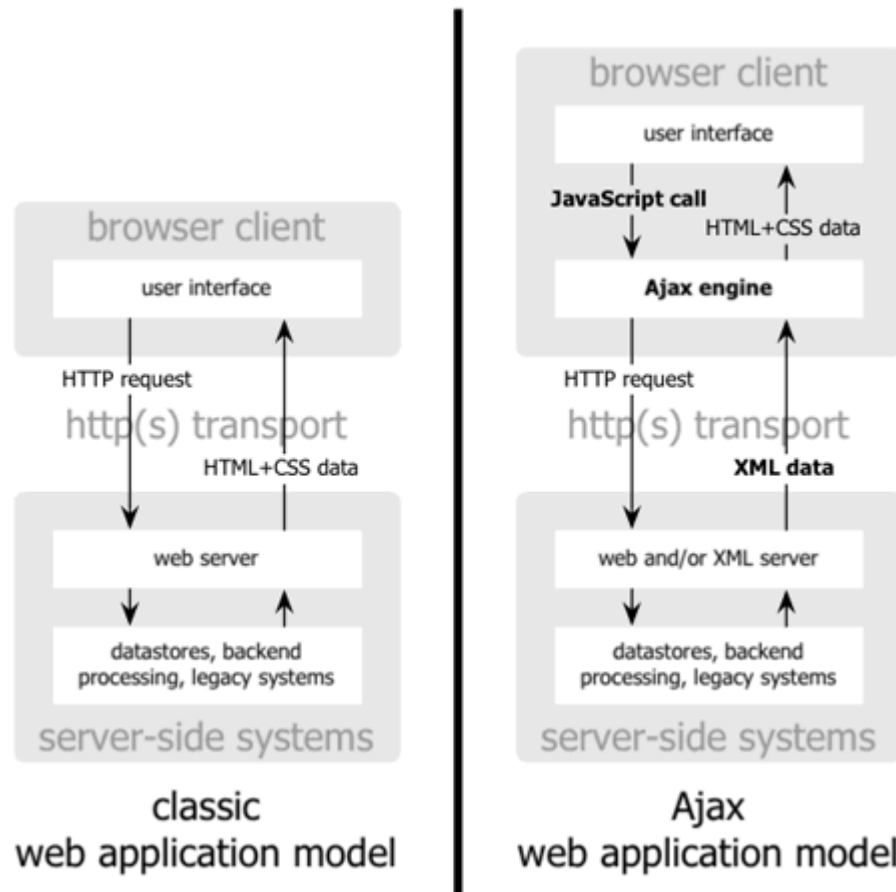 browser client
user interface
HTTP request
http(s) transport
HTML+CSS data
web server
datastores, backend
processing, legacy systems
server-side systems
classic
web application model
browser client
user interface
JavaScript call
HTML+CSS data
Ajax engine
HTTP request
http(s) transport
XML data
web and/or XML server
datastores, backend
processing, legacy systems
server-side systems
Ajax
web application model